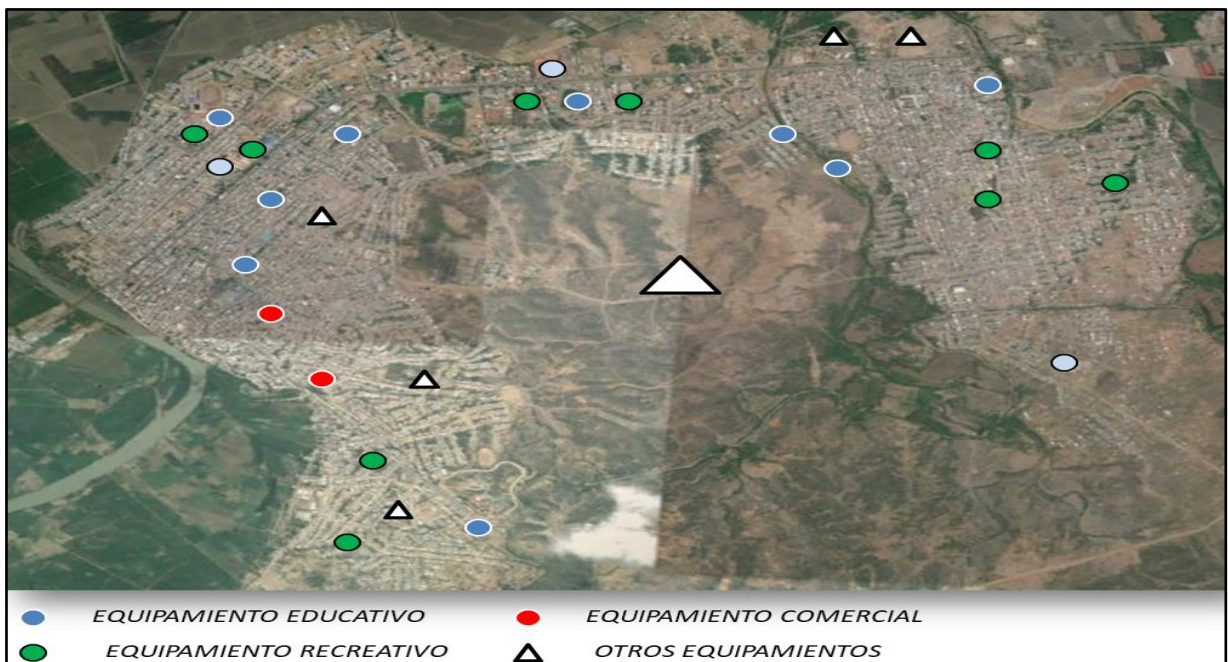 EQUIPAMIENTO EDUCATIVO
EQUIPAMIENTO COMERCIAL
EQUIPAMIENTO RECREATIVO
OTROS EQUIPAMIENTOS